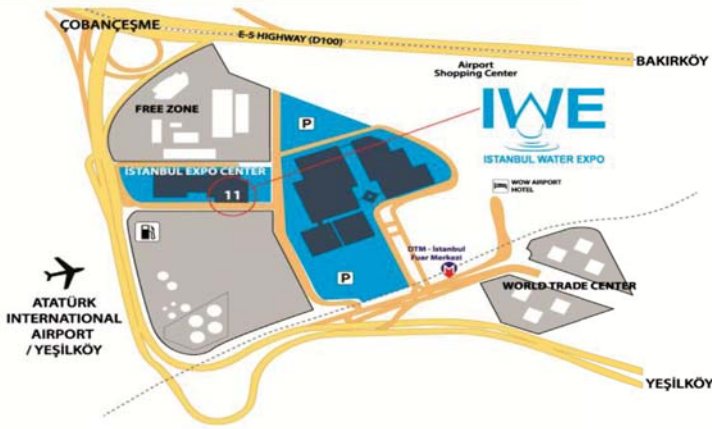 ÇOBANÇEŞME
E-5 HIGHWAY (D100)
BAKIRKÖY
Airport
Shopping Center
IWE
ISTANBUL WATER EXPO
FREE ZONE
P
ISTANBUL EXPO CENTER
11
WOW AIRPORT
HOTEL
DTM - İstanbul
Fuar Merkezi
M
P
WORLD TRADE CENTER
ATATÜRK
INTERNATIONAL
AIRPORT
/ YEŞİLKÖY
YEŞİLKÖY